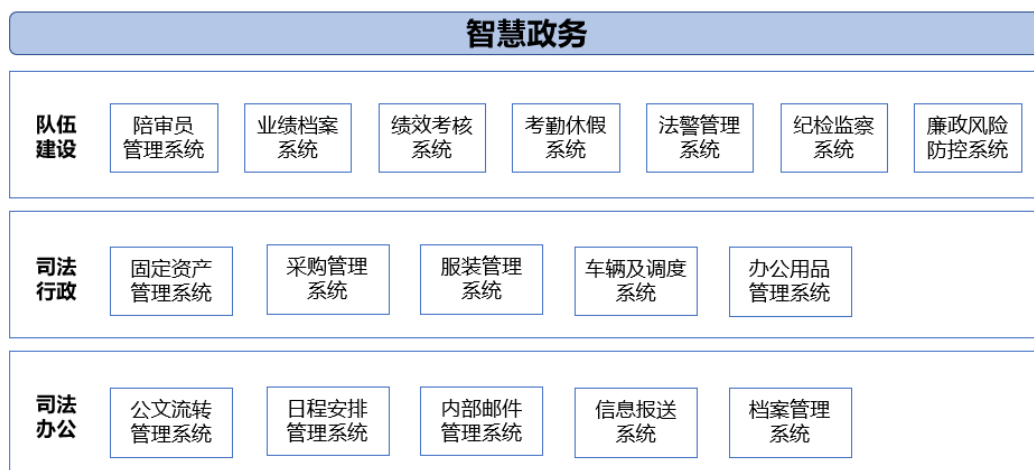 智慧政务
队伍
建设
陪审员
管理系统
业绩档案
系统
绩效考核
系统
考勤休假
系统
法警管理
系统
纪检监察
系统
廉政风险
防控系统
司法
行政
固定资产
管理系统
采购管理
系统
服装管理
系统
车辆及调度
系统
办公用品
管理系统
司法
办公
公文流转
管理系统
日程安排
管理系统
内部邮件
管理系统
信息报送
系统
档案管理
系统